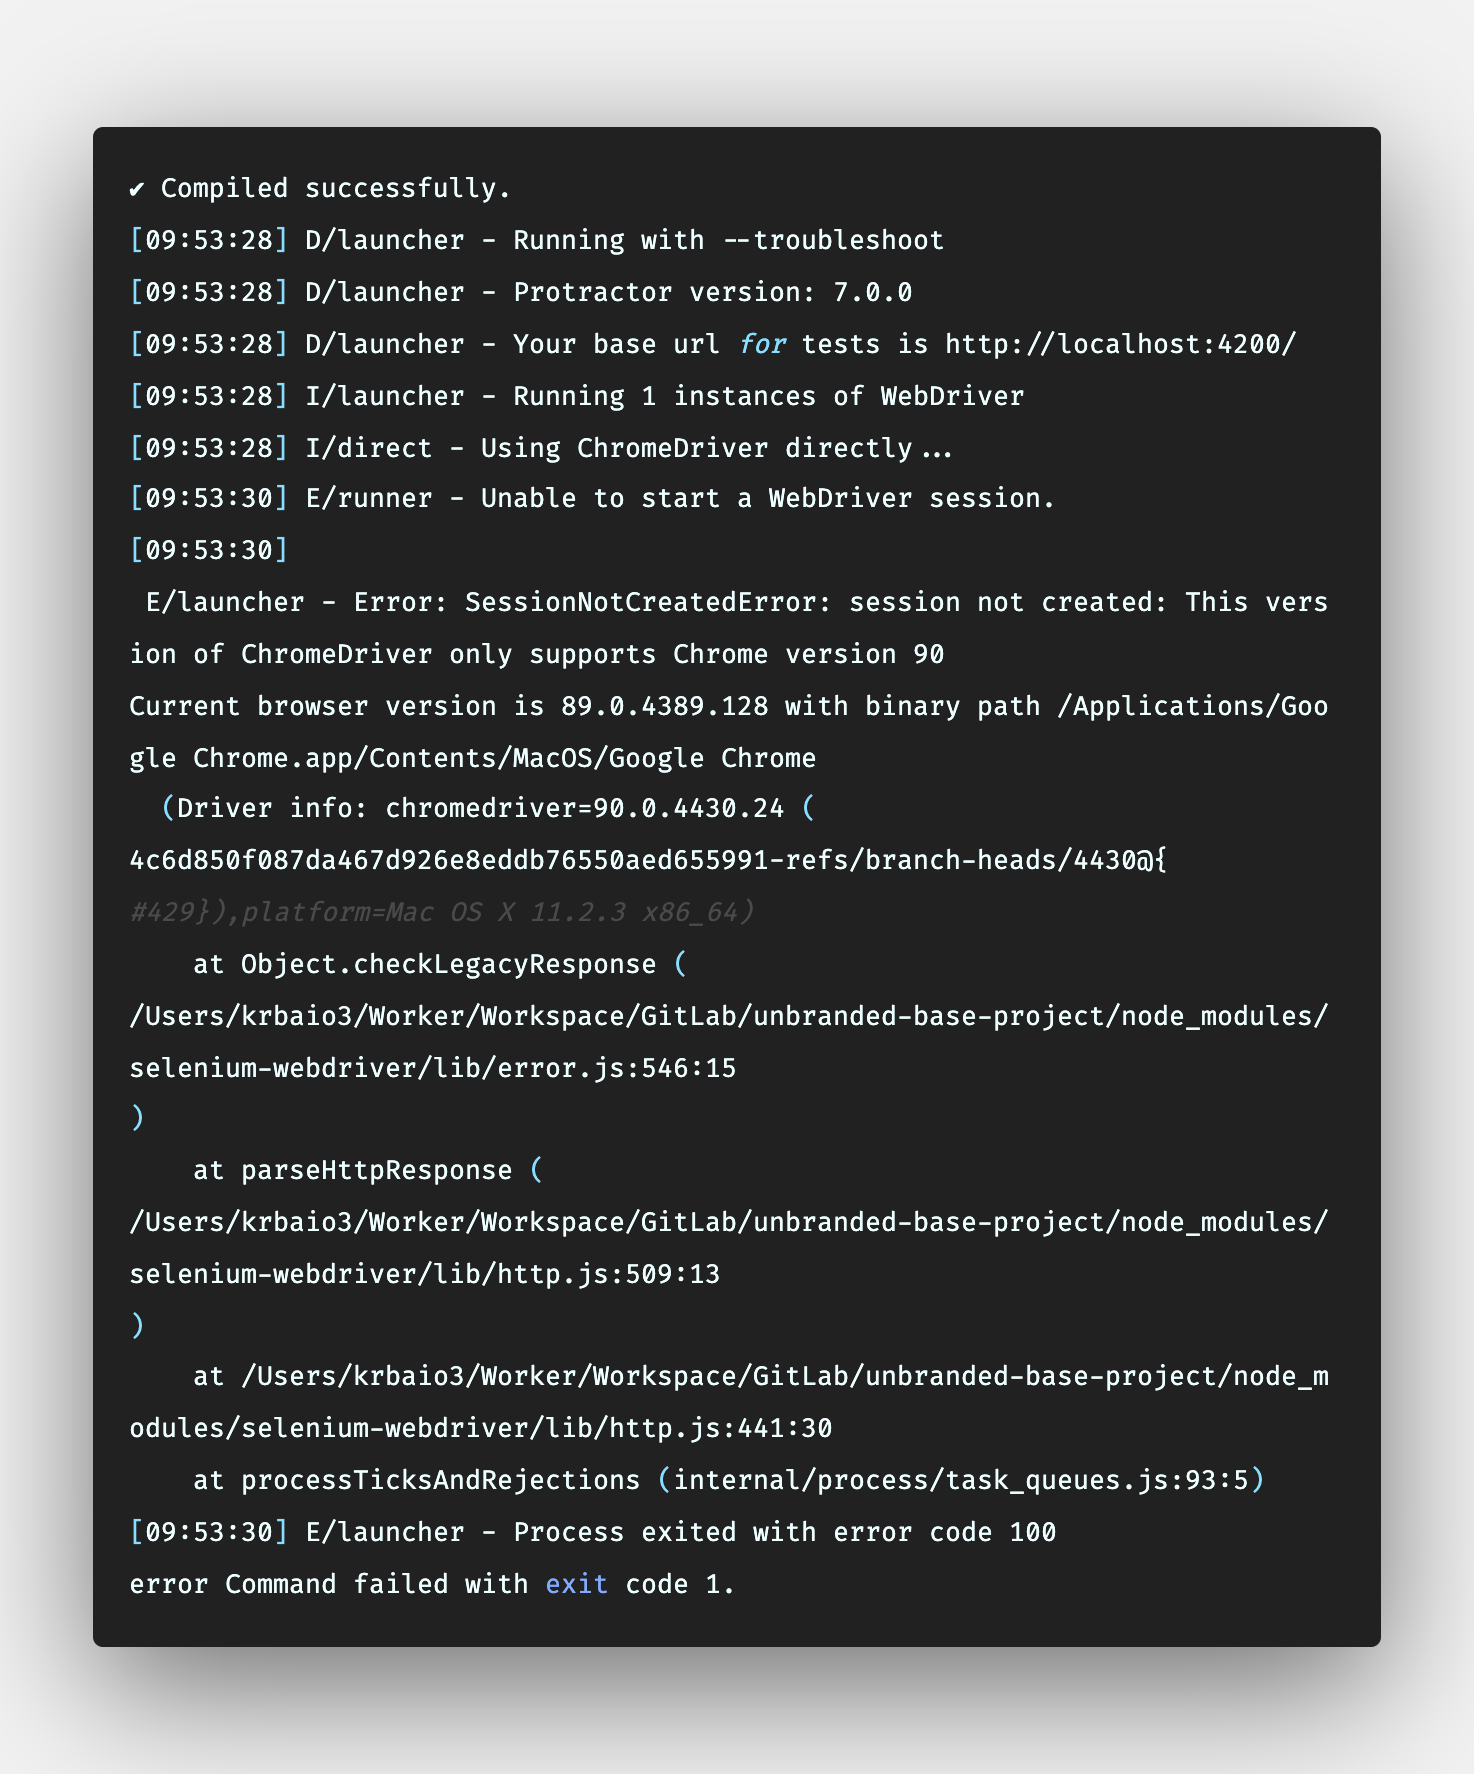 ✔ Compiled successfully.
[09:53:28] D/launcher - Running with --troubleshoot
[09:53:28] D/launcher - Protractor version: 7.0.0
[09:53:28] D/launcher - Your base url for tests is http://localhost:4200/
[09:53:28] I/launcher - Running 1 instances of WebDriver
[09:53:28] I/direct - Using ChromeDriver directly...
[09:53:30] E/runner - Unable to start a WebDriver session.
[09:53:30]
 E/launcher - Error: SessionNotCreatedError: session not created: This vers
ion of ChromeDriver only supports Chrome version 90
Current browser version is 89.0.4389.128 with binary path /Applications/Goo
gle Chrome.app/Contents/MacOS/Google Chrome
  (Driver info: chromedriver=90.0.4430.24 (
4c6d850f087da467d926e8eddb76550aed655991-refs/branch-heads/4430@{
#429}),platform=Mac OS X 11.2.3 x86_64)
    at Object.checkLegacyResponse (
/Users/krbaio3/Worker/Workspace/GitLab/unbranded-base-project/node_modules/
selenium-webdriver/lib/error.js:546:15
)
    at parseHttpResponse (
/Users/krbaio3/Worker/Workspace/GitLab/unbranded-base-project/node_modules/
selenium-webdriver/lib/http.js:509:13
)
    at /Users/krbaio3/Worker/Workspace/GitLab/unbranded-base-project/node_m
odules/selenium-webdriver/lib/http.js:441:30
    at processTicksAndRejections (internal/process/task_queues.js:93:5)
[09:53:30] E/launcher - Process exited with error code 100
error Command failed with exit code 1.